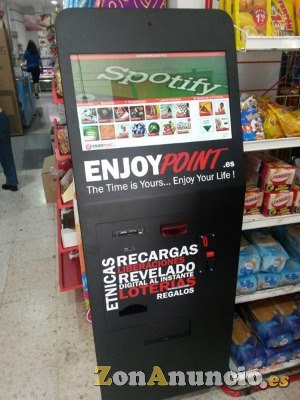 Spotify
ENJOYPOINT.es
The Time is Yours... Enjoy Your Life !
ETNICAS
RECARGAS
LIBERACIONES
REVELADO
DIGITAL AL INSTANTE
LOTERIAS
REGALOS
ZonAnuncio.es